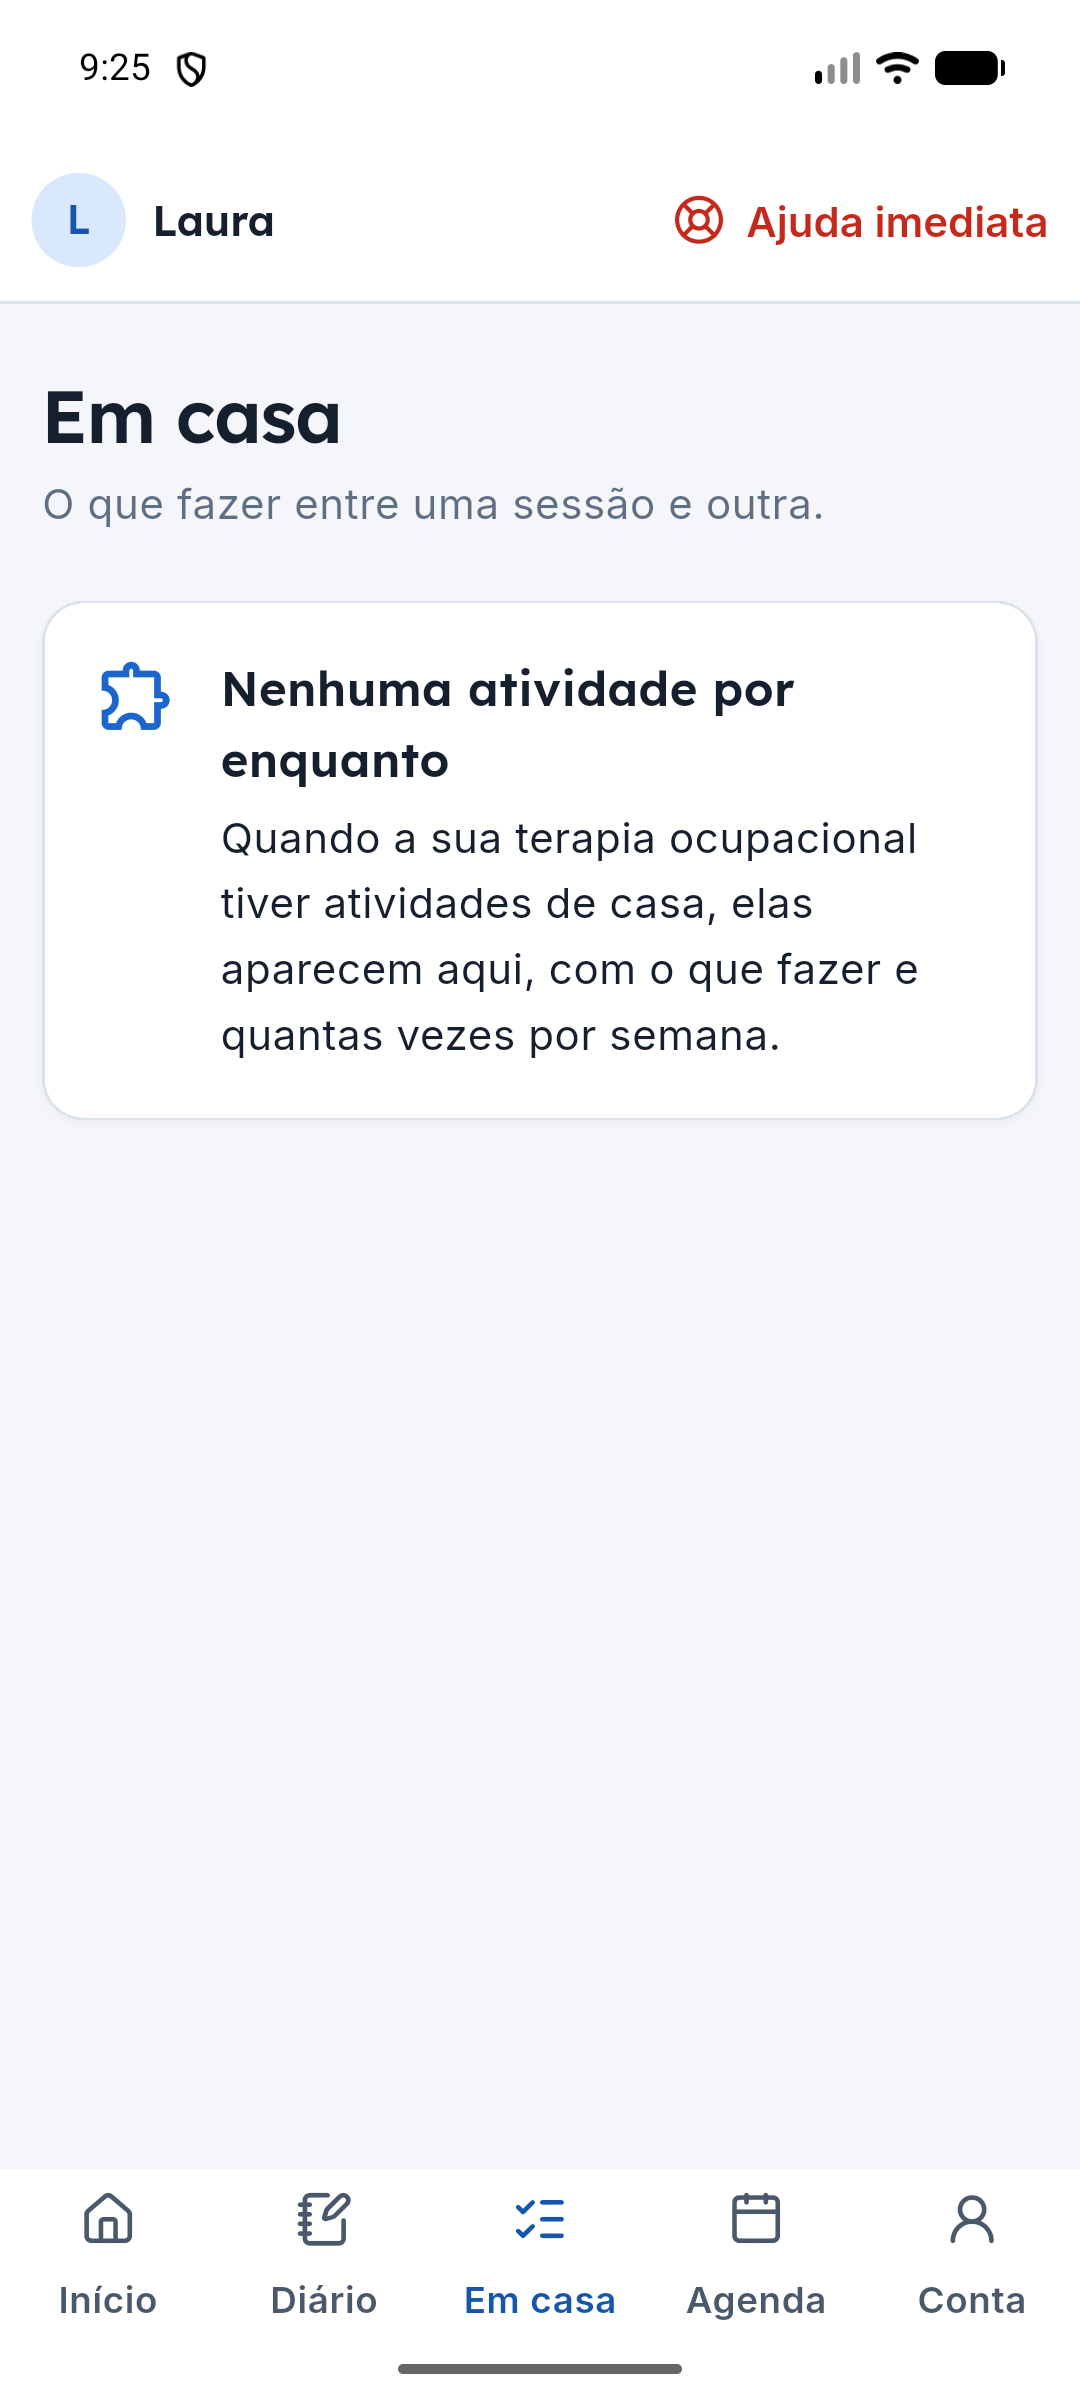 9:25
L
Laura
Ajuda imediata
Em casa
O que fazer entre uma sessão e outra.
Nenhuma atividade por
enquanto
Quando a sua terapia ocupacional
tiver atividades de casa, elas
aparecem aqui, com o que fazer e
quantas vezes por semana.
Início
Diário
Em casa
Agenda
Conta